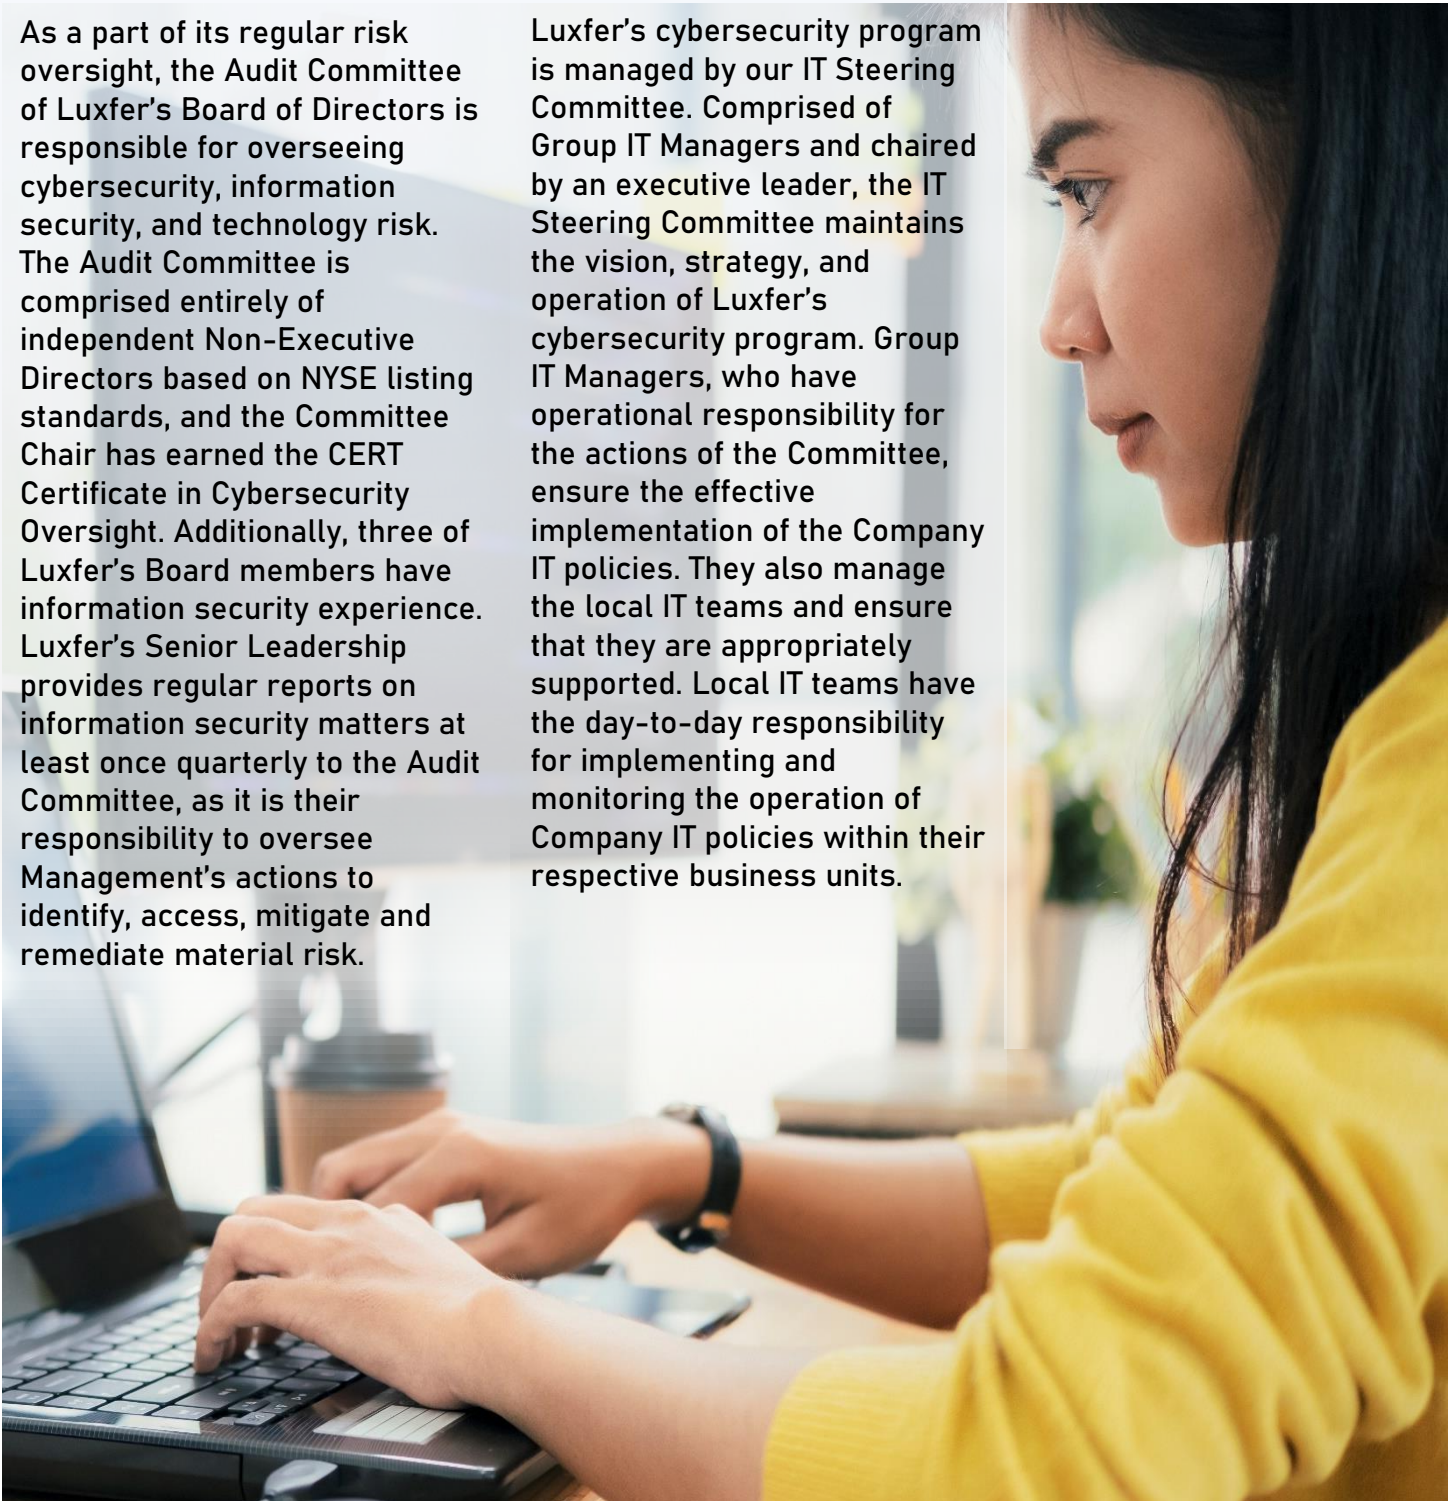 As a part of its regular risk
oversight, the Audit Committee
of Luxfer’s Board of Directors is
responsible for overseeing
cybersecurity, information
security, and technology risk.
The Audit Committee is
comprised entirely of
independent Non-Executive
Directors based on NYSE listing
standards, and the Committee
Chair has earned the CERT
Certificate in Cybersecurity
Oversight. Additionally, three of
Luxfer’s Board members have
information security experience.
Luxfer’s Senior Leadership
provides regular reports on
information security matters at
least once quarterly to the Audit
Committee, as it is their
responsibility to oversee
Management’s actions to
identify, access, mitigate and
remediate material risk.
Luxfer’s cybersecurity program
is managed by our IT Steering
Committee. Comprised of
Group IT Managers and chaired
by an executive leader, the IT
Steering Committee maintains
the vision, strategy, and
operation of Luxfer’s
cybersecurity program. Group
IT Managers, who have
operational responsibility for
the actions of the Committee,
ensure the effective
implementation of the Company
IT policies. They also manage
the local IT teams and ensure
that they are appropriately
supported. Local IT teams have
the day-to-day responsibility
for implementing and
monitoring the operation of
Company IT policies within their
respective business units.